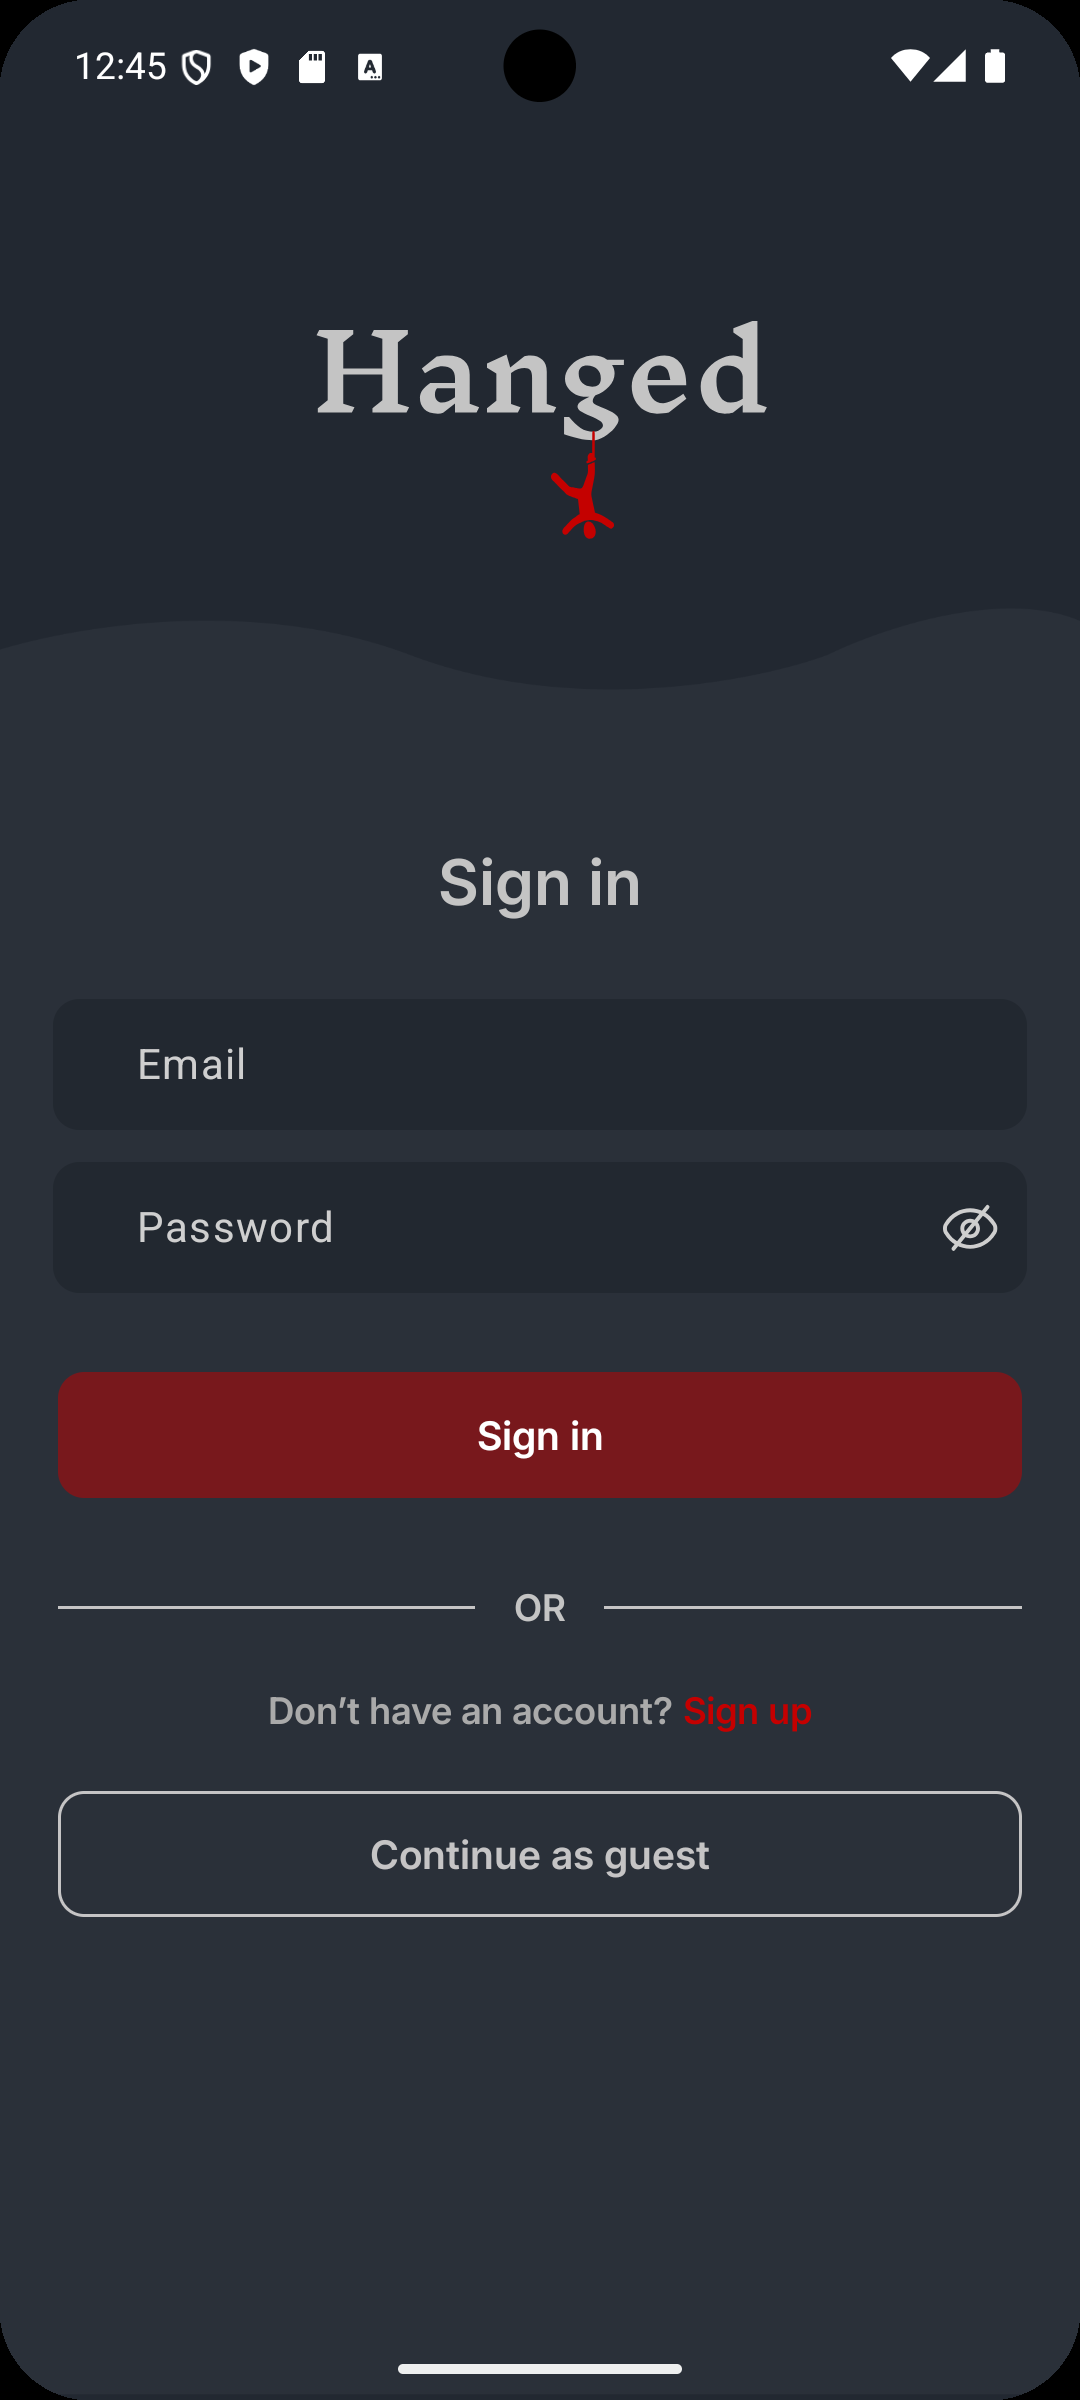 12:45
Hanged
Sign in
Email
Password
Sign in
OR
Don’t have an account? Sign up
Continue as guest